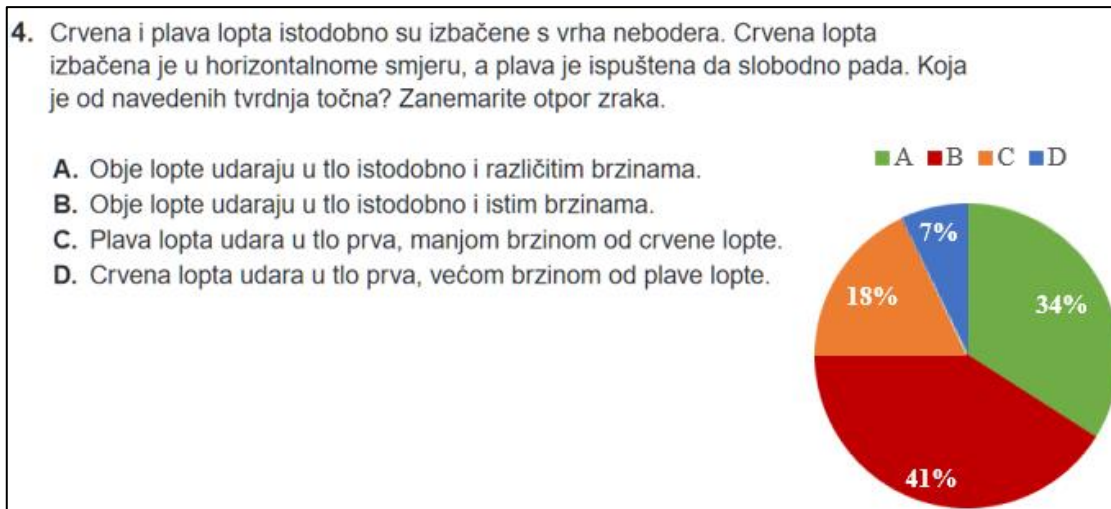 4. Crvena i plava lopta istodobno su izbačene s vrha nebodera. Crvena lopta
izbačena je u horizontalnome smjeru, a plava je ispuštena da slobodno pada. Koja
je od navedenih tvrdnja točna? Zanemarite otpor zraka.
A. Obje lopte udaraju u tlo istodobno i različitim brzinama.
B. Obje lopte udaraju u tlo istodobno i istim brzinama.
C. Plava lopta udara u tlo prva, manjom brzinom od crvene lopte.
D. Crvena lopta udara u tlo prva, većom brzinom od plave lopte.
A B C D
7%
18%
34%
41%